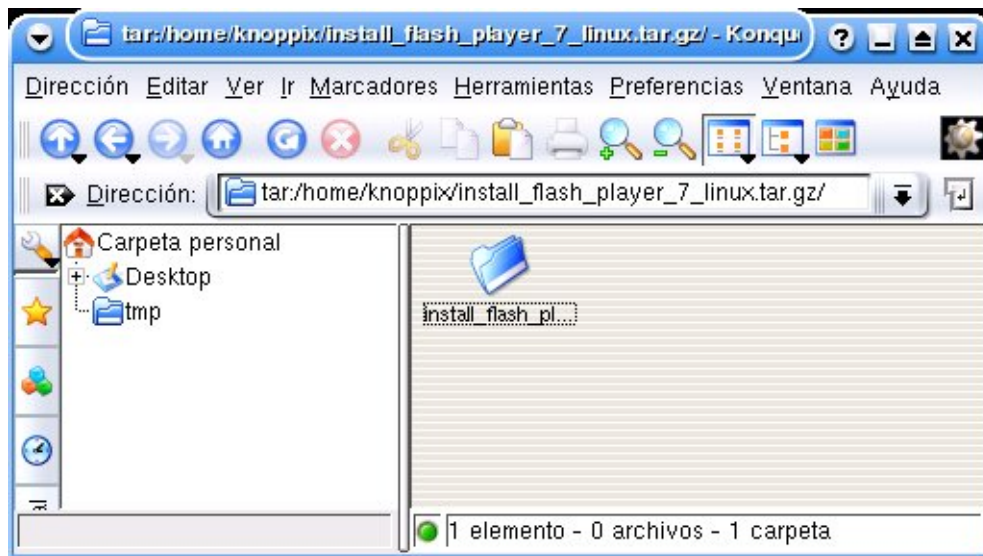 tar:/home/knoppix/install_flash_player_7_linux.tar.gz/ - Konqu
Dirección Editar Ver Ir Marcadores Herramientas Preferencias Ventana Ayuda
Dirección: tar:/home/knoppix/install_flash_player_7_linux.tar.gz/
Carpeta personal
Desktop
tmp
install_flash_pl...
1 elemento - 0 archivos - 1 carpeta